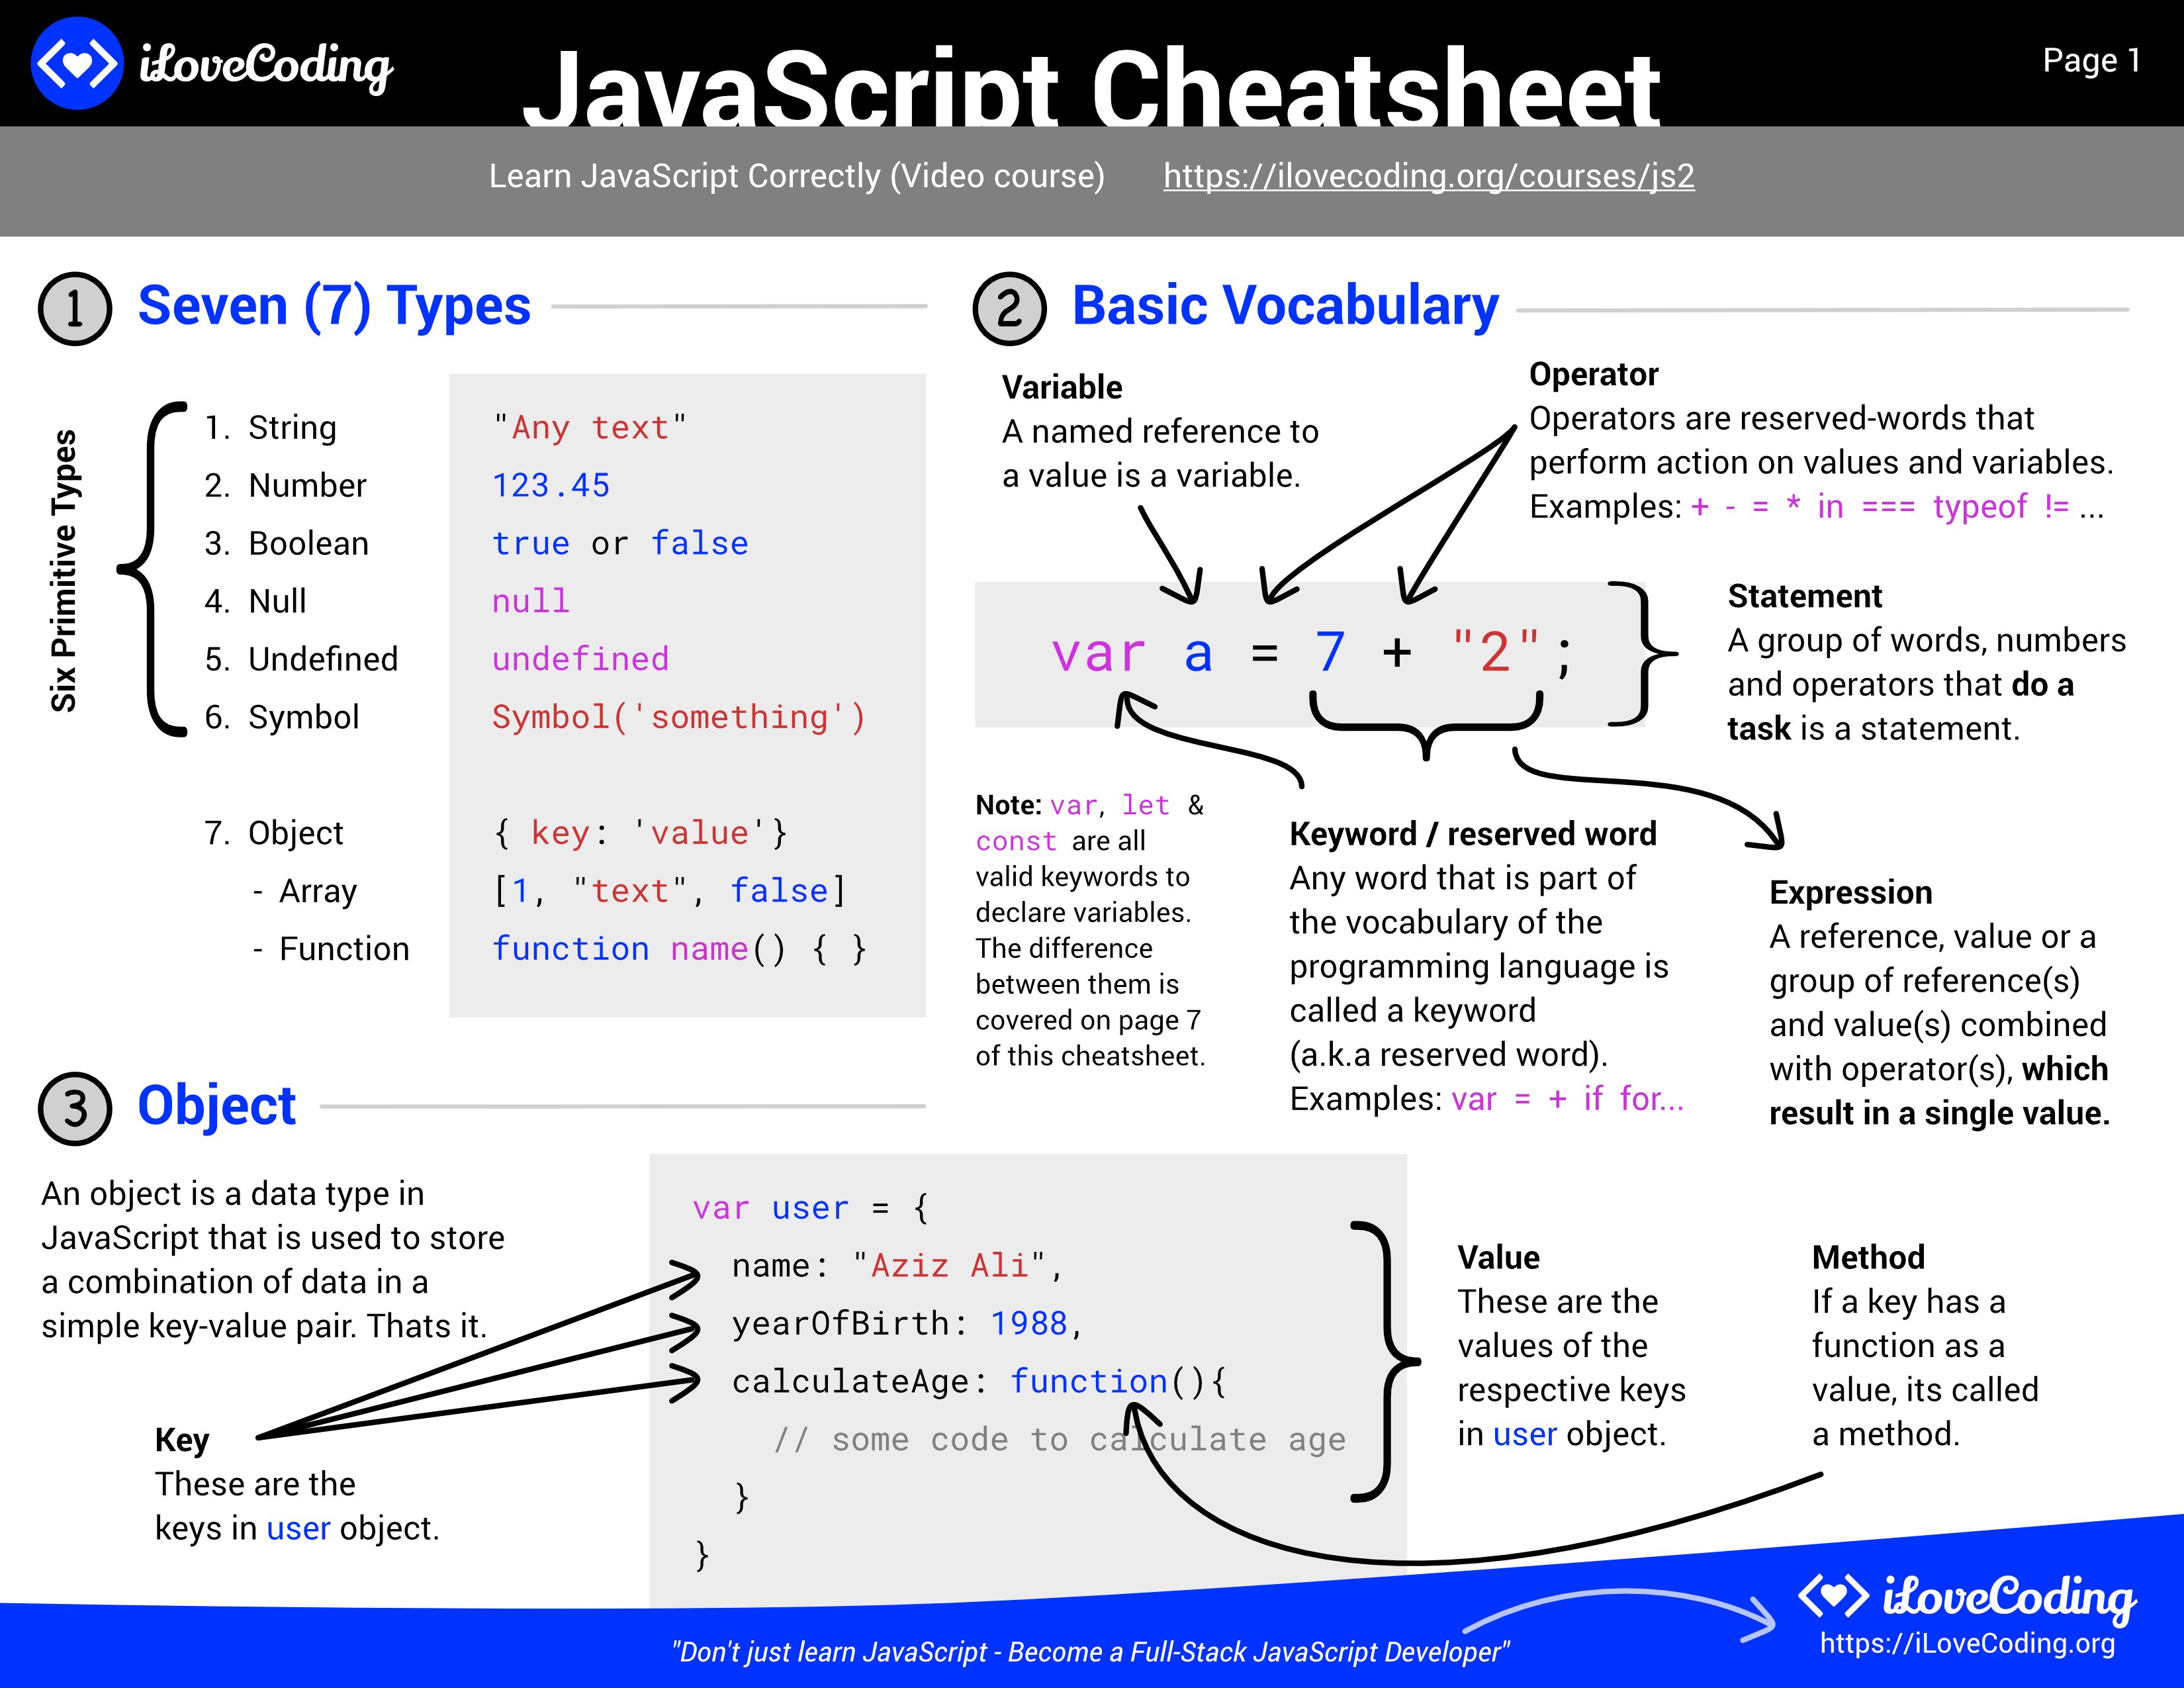 iLoveCoding
JavaScript Cheatsheet
Page 1
Learn JavaScript Correctly (Video course) https://ilovecoding.org/courses/js2
1 Seven (7) Types
Six Primitive Types
1. String "Any text"
2. Number 123.45
3. Boolean true or false
4. Null null
5. Undefined undefined
6. Symbol Symbol('something')
7. Object { key: 'value'}
- Array [1, "text", false]
- Function function name() { }
2 Basic Vocabulary
Variable
A named reference to
a value is a variable.
Operator
Operators are reserved-words that
perform action on values and variables.
Examples: + - = * in === typeof != ...
var a = 7 + "2";
Statement
A group of words, numbers
and operators that do a
task is a statement.
Note: var, let &
const are all
valid keywords to
declare variables.
The difference
between them is
covered on page 7
of this cheatsheet.
Keyword / reserved word
Any word that is part of
the vocabulary of the
programming language is
called a keyword
(a.k.a reserved word).
Examples: var = + if for...
Expression
A reference, value or a
group of reference(s)
and value(s) combined
with operator(s), which
result in a single value.
3 Object
An object is a data type in
JavaScript that is used to store
a combination of data in a
simple key-value pair. Thats it.
Key
These are the
keys in user object.
var user = {
name: "Aziz Ali",
yearOfBirth: 1988,
calculateAge: function(){
// some code to calculate age
}
}
Value
These are the
values of the
respective keys
in user object.
Method
If a key has a
function as a
value, its called
a method.
"Don't just learn JavaScript - Become a Full-Stack JavaScript Developer"
iLoveCoding
https://iLoveCoding.org